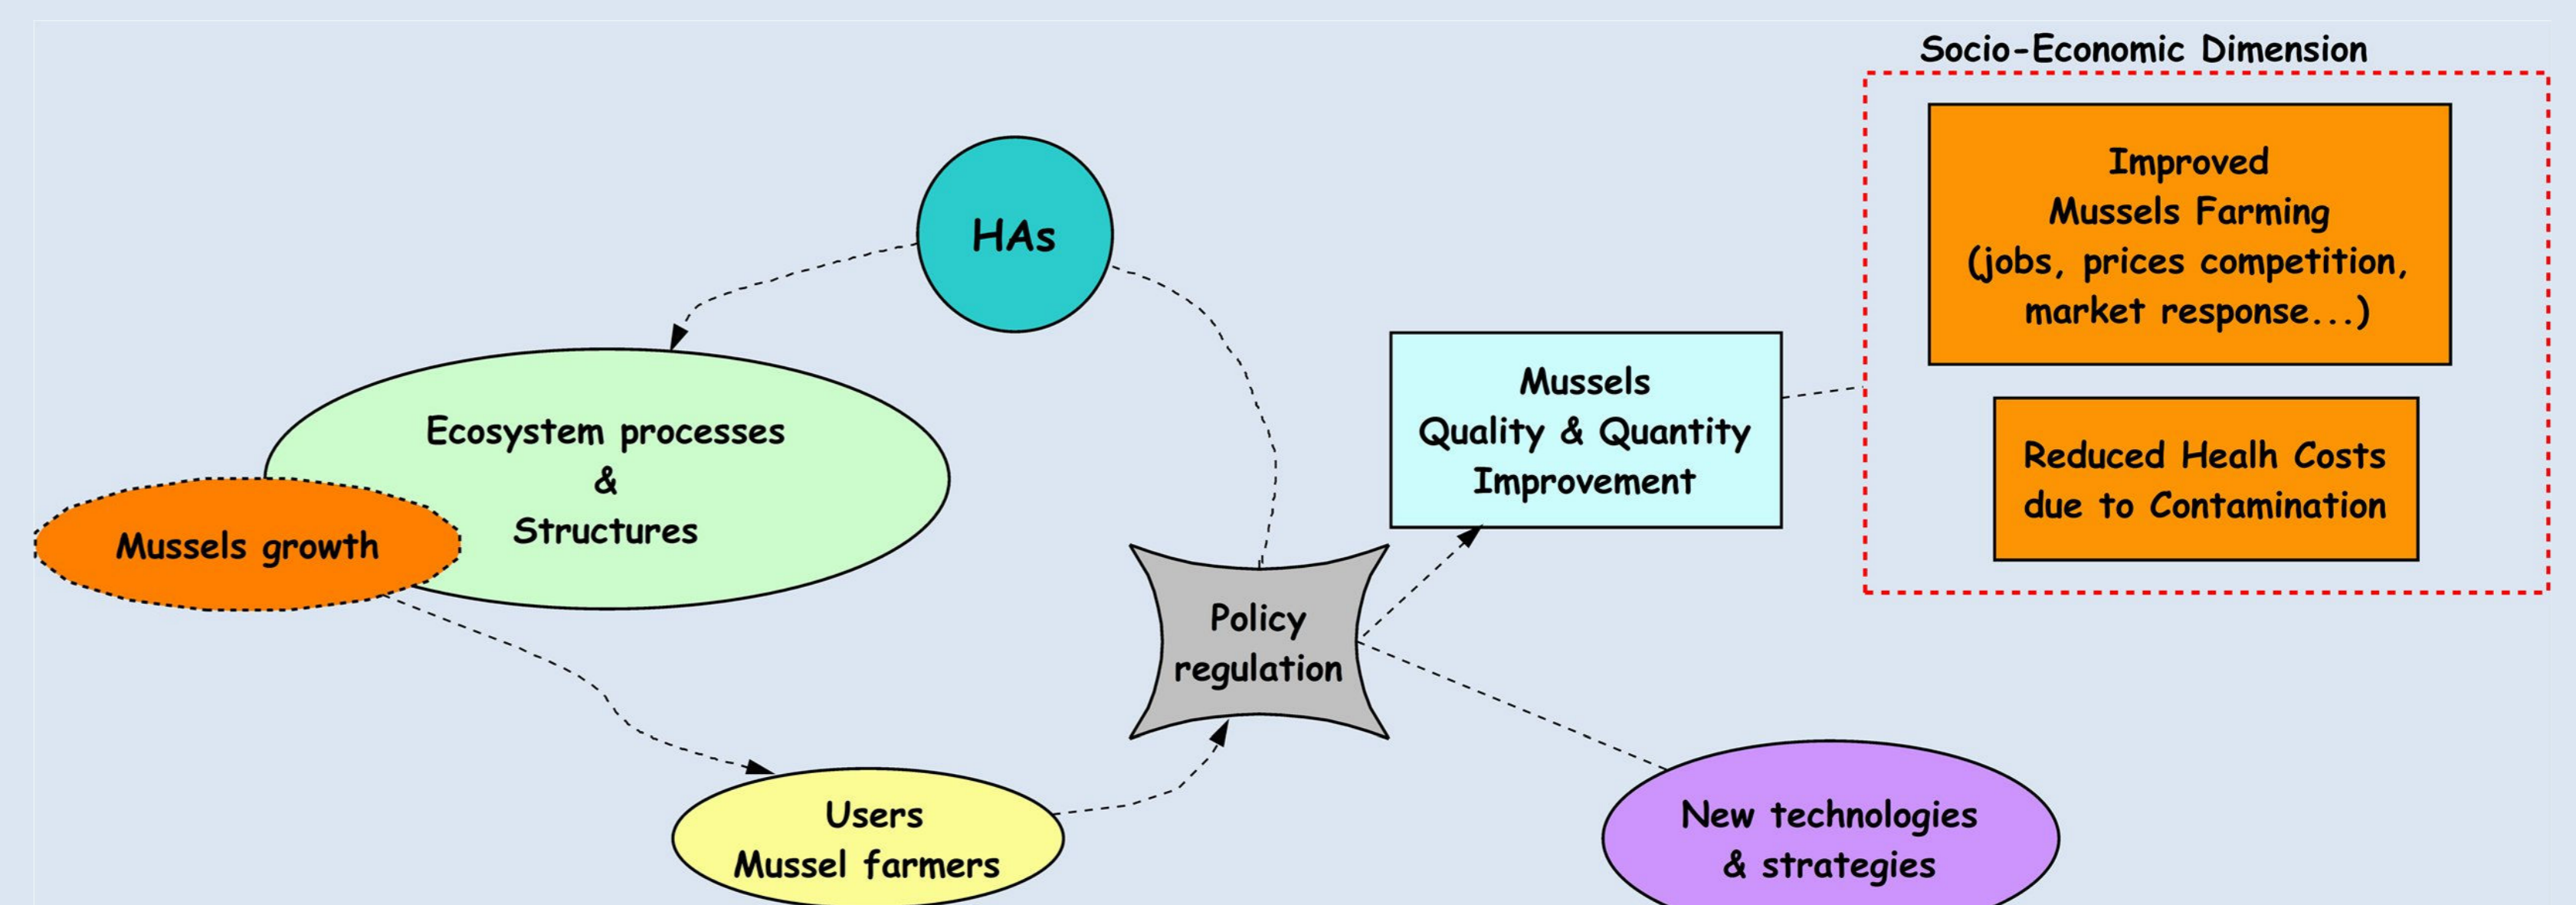 Socio-Economic Dimension
Improved
Mussels Farming
(jobs, prices competition,
market response...)
HAs
Mussels
Quality & Quantity
Improvement
Reduced Healh Costs
due to Contamination
Ecosystem processes
&
Structures
Mussels growth
Policy
regulation
Users
Mussel farmers
New technologies
& strategies